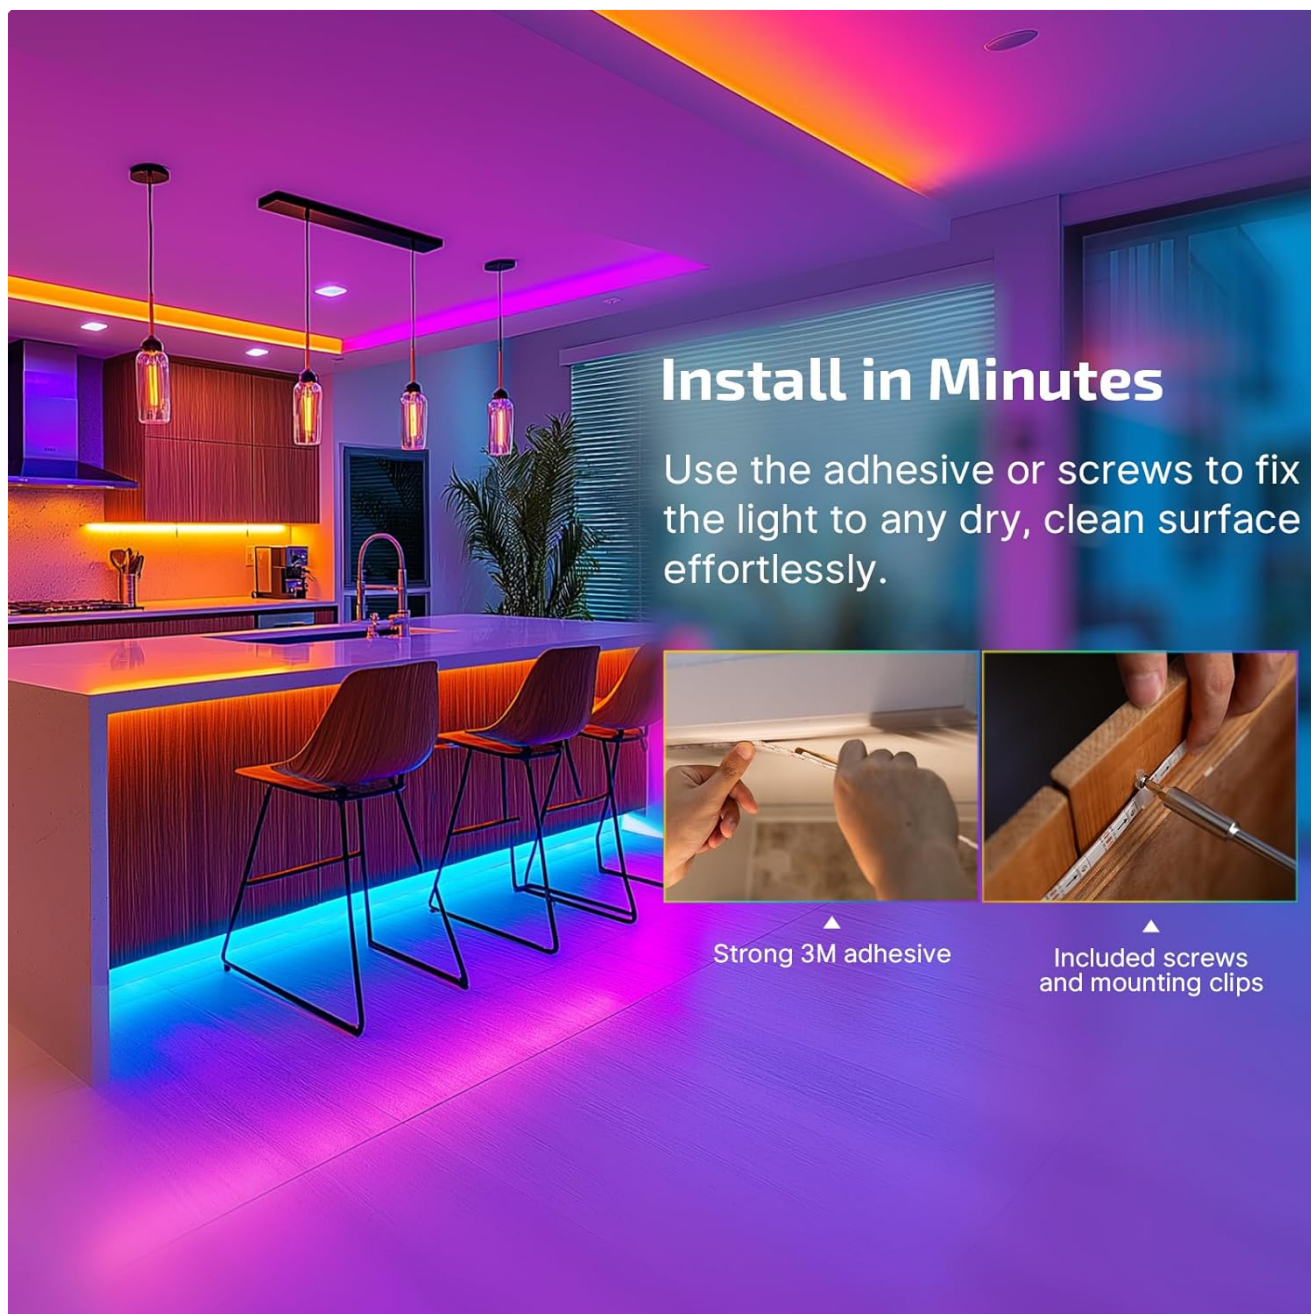 Install in Minutes
Use the adhesive or screws to fix
the light to any dry, clean surface
effortlessly.
Strong 3M adhesive
Included screws
and mounting clips